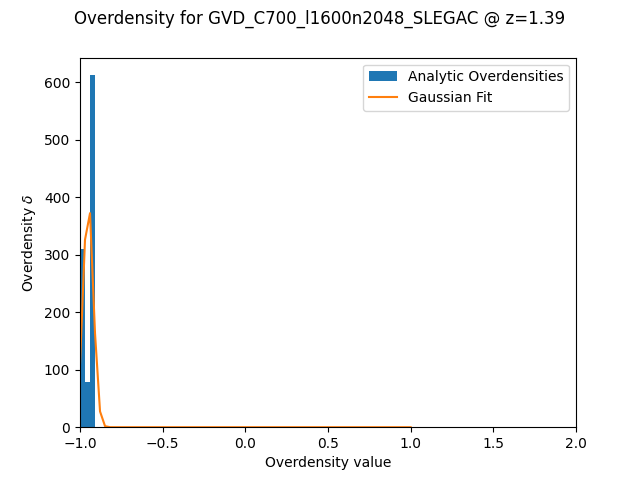 Overdensity for GVD_C700_l1600n2048_SLEGAC @ z=1.39
Analytic Overdensities
Gaussian Fit
Overdensity δ
600
500
400
300
200
100
0
−1.0 −0.5 0.0 0.5 1.0 1.5 2.0
Overdensity value